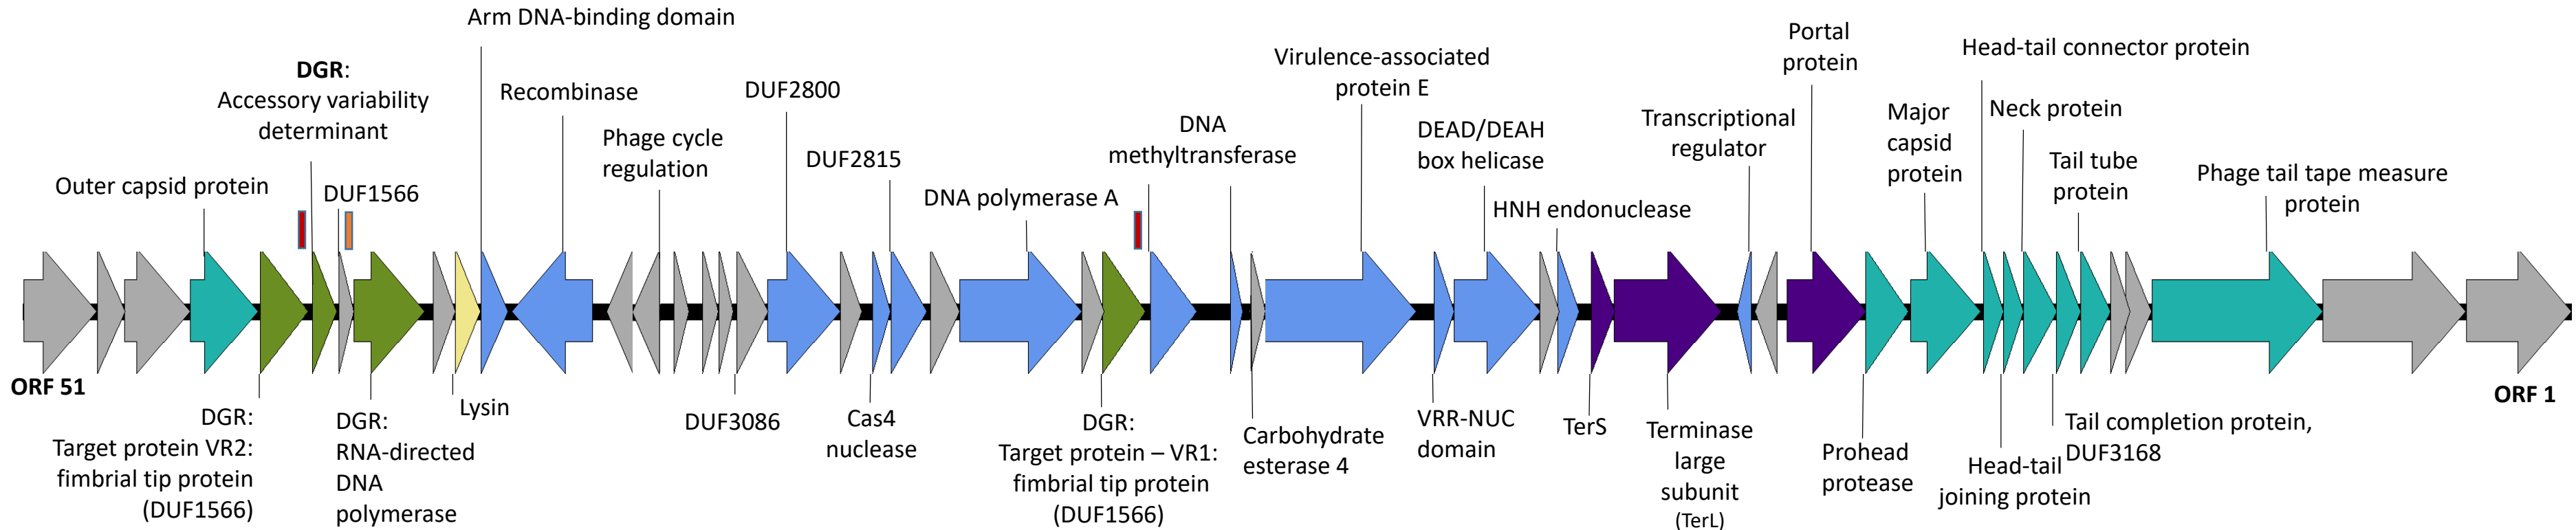 Arm DNA-binding domain
DGR:
Accessory variability
determinant
Outer capsid protein
DUF1566
Recombinase
Phage cycle
regulation
DUF2800
DUF2815
DNA polymerase A
DNA
methyltransferase
Virulence-associated
protein E
DEAD/DEAH
box helicase
HNH endonuclease
Transcriptional
regulator
Portal
protein
Major
capsid
protein
Head-tail connector protein
Neck protein
Tail tube
protein
Phage tail tape measure
protein
ORF 51
DGR:
Target protein VR2:
fimbrial tip protein
(DUF1566)
DGR:
RNA-directed
DNA
polymerase
Lysin
DUF3086
Cas4
nuclease
DGR:
Target protein – VR1:
fimbrial tip protein
(DUF1566)
Carbohydrate
esterase 4
VRR-NUC
domain
TerS
Terminase
large
subunit
(TerL)
Prohead
protease
Head-tail
joining protein
Tail completion protein,
DUF3168
ORF 1